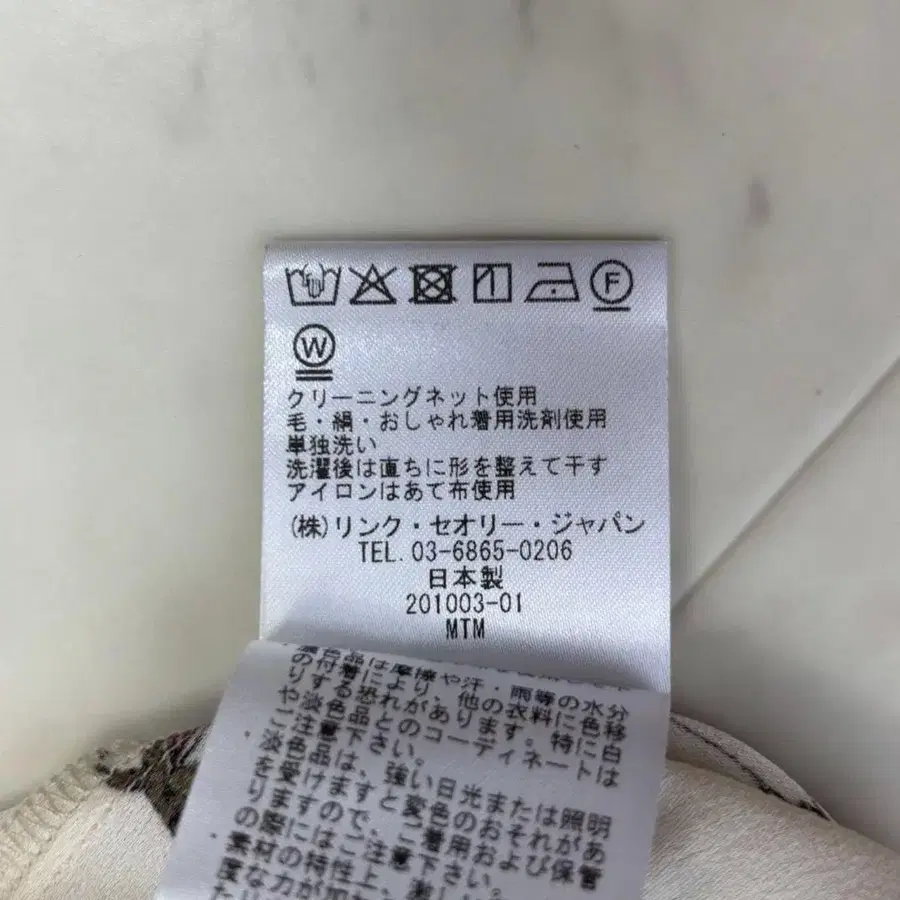 F
W
クリーニングネット使用
毛・絹・おしゃれ着用洗剤使用
単独洗い
洗濯後は直ちに形を整えて干す
アイロンはあて布使用
(株)リンク・セオリー・ジャパン
TEL. 03-6865-0206
日本製
201003-01
MTM
濃色品は摩擦や汗・雨等の水分
の付着により、他の衣料に色移
りする恐れがあります。特に白
や淡色品とのコーディネートは
ご注意下さい。
淡色品は、強い日光または照明
を受けますと変色のおそれがあ
りますので、ご着用および保管
の際にはご注意下さい。
素材の特性上、